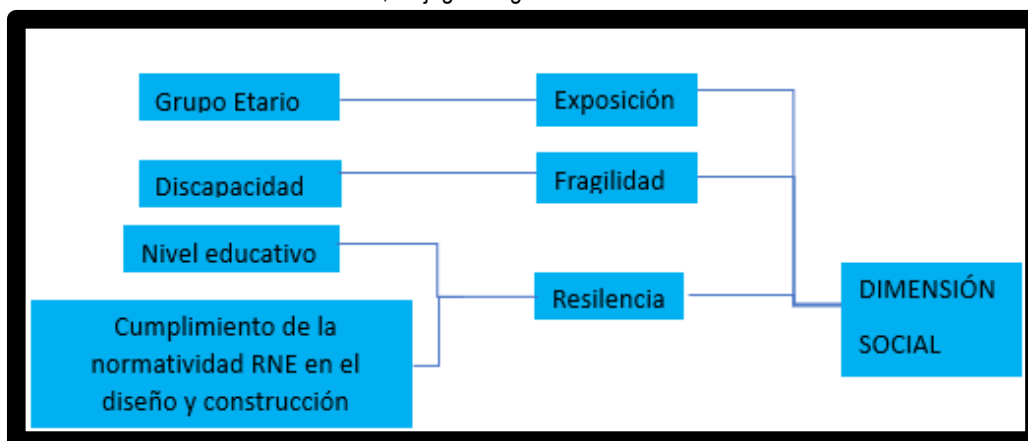 Grupo Etario
Exposición
Discapacidad
Fragilidad
Nivel educativo
Resilencia
Cumplimiento de la
normatividad RNE en el
diseño y construcción
DIMENSIÓN
SOCIAL